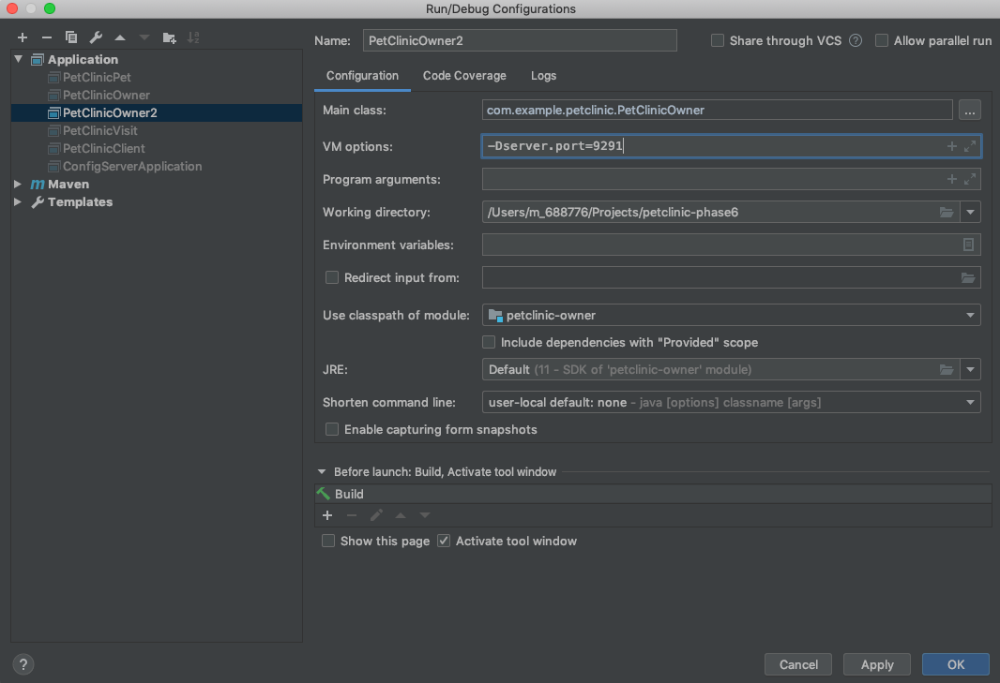 Run/Debug Configurations
Name: PetClinicOwner2 Share through VCS ? Allow parallel run
Application
PetClinicPet
PetClinicOwner
PetClinicOwner2
PetClinicVisit
PetClinicClient
ConfigServerApplication
m Maven
Templates
Configuration Code Coverage Logs
Main class: com.example.petclinic.PetClinicOwner ...
VM options: -Dserver.port=9291
Program arguments:
Working directory: /Users/m_688776/Projects/petclinic-phase6
Environment variables:
Redirect input from:
Use classpath of module: petclinic-owner
Include dependencies with "Provided" scope
JRE: Default (11 - SDK of 'petclinic-owner' module)
Shorten command line: user-local default: none - java [options] classname [args]
Enable capturing form snapshots
Before launch: Build, Activate tool window
Build
Show this page Activate tool window
? Cancel Apply OK